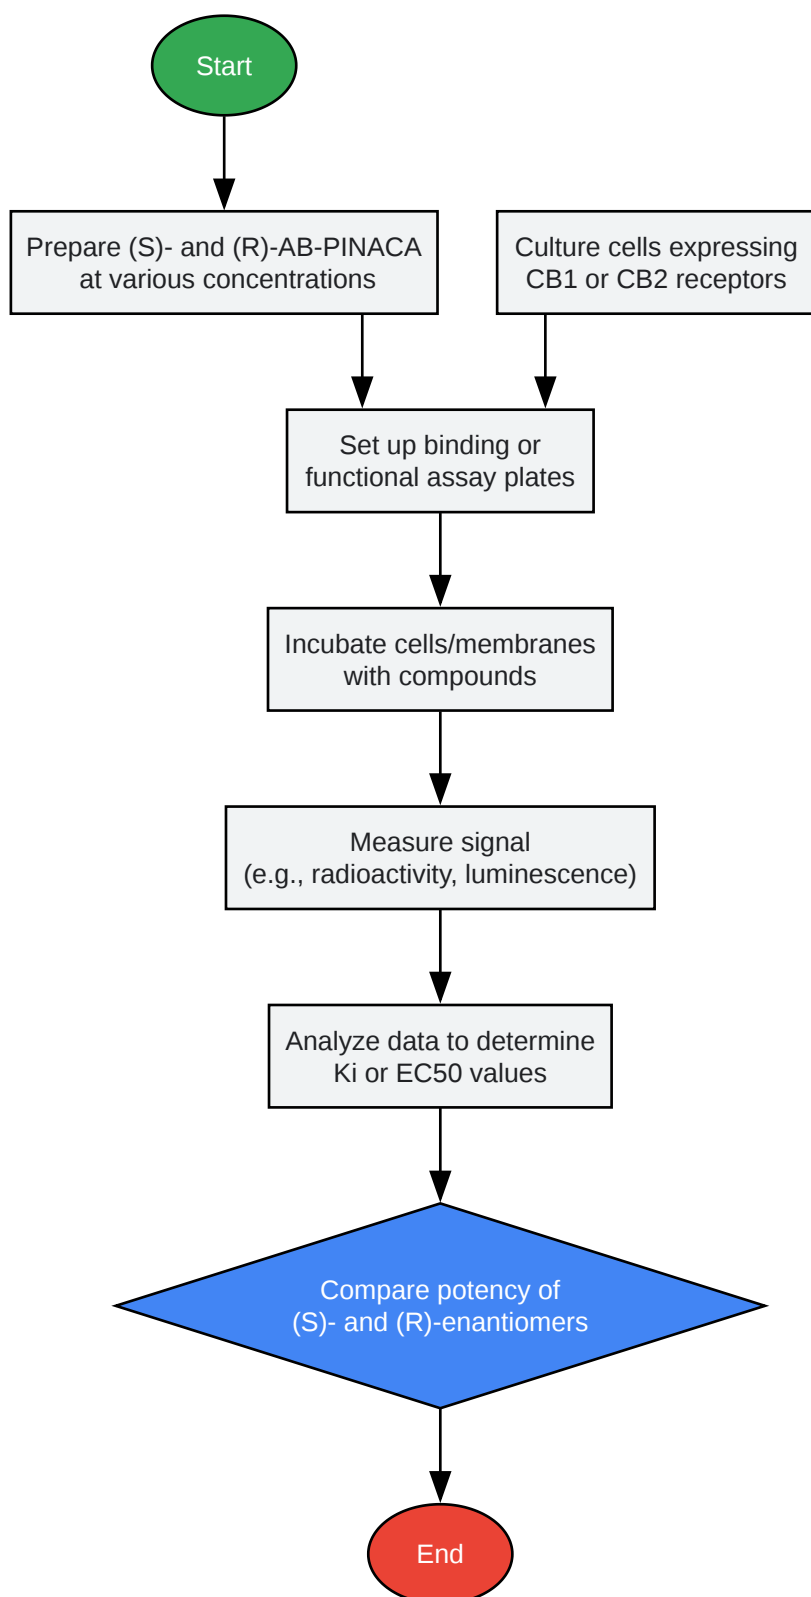 Start
Prepare (S)- and (R)-AB-PINACA
at various concentrations
Culture cells expressing
CB1 or CB2 receptors
Set up binding or
functional assay plates
Incubate cells/membranes
with compounds
Measure signal
(e.g., radioactivity, luminescence)
Analyze data to determine
Ki or EC50 values
Compare potency of
(S)- and (R)-enantiomers
End